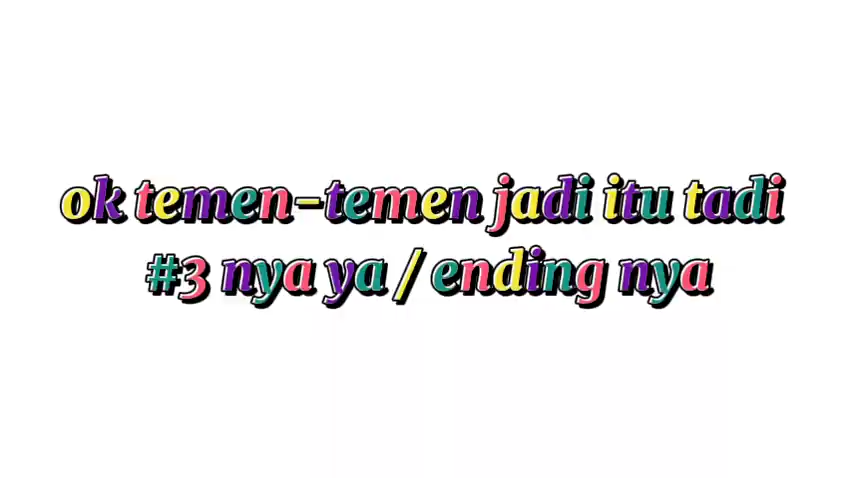 ok temen-temen jadi itu tadi
#3 nya ya / ending nya